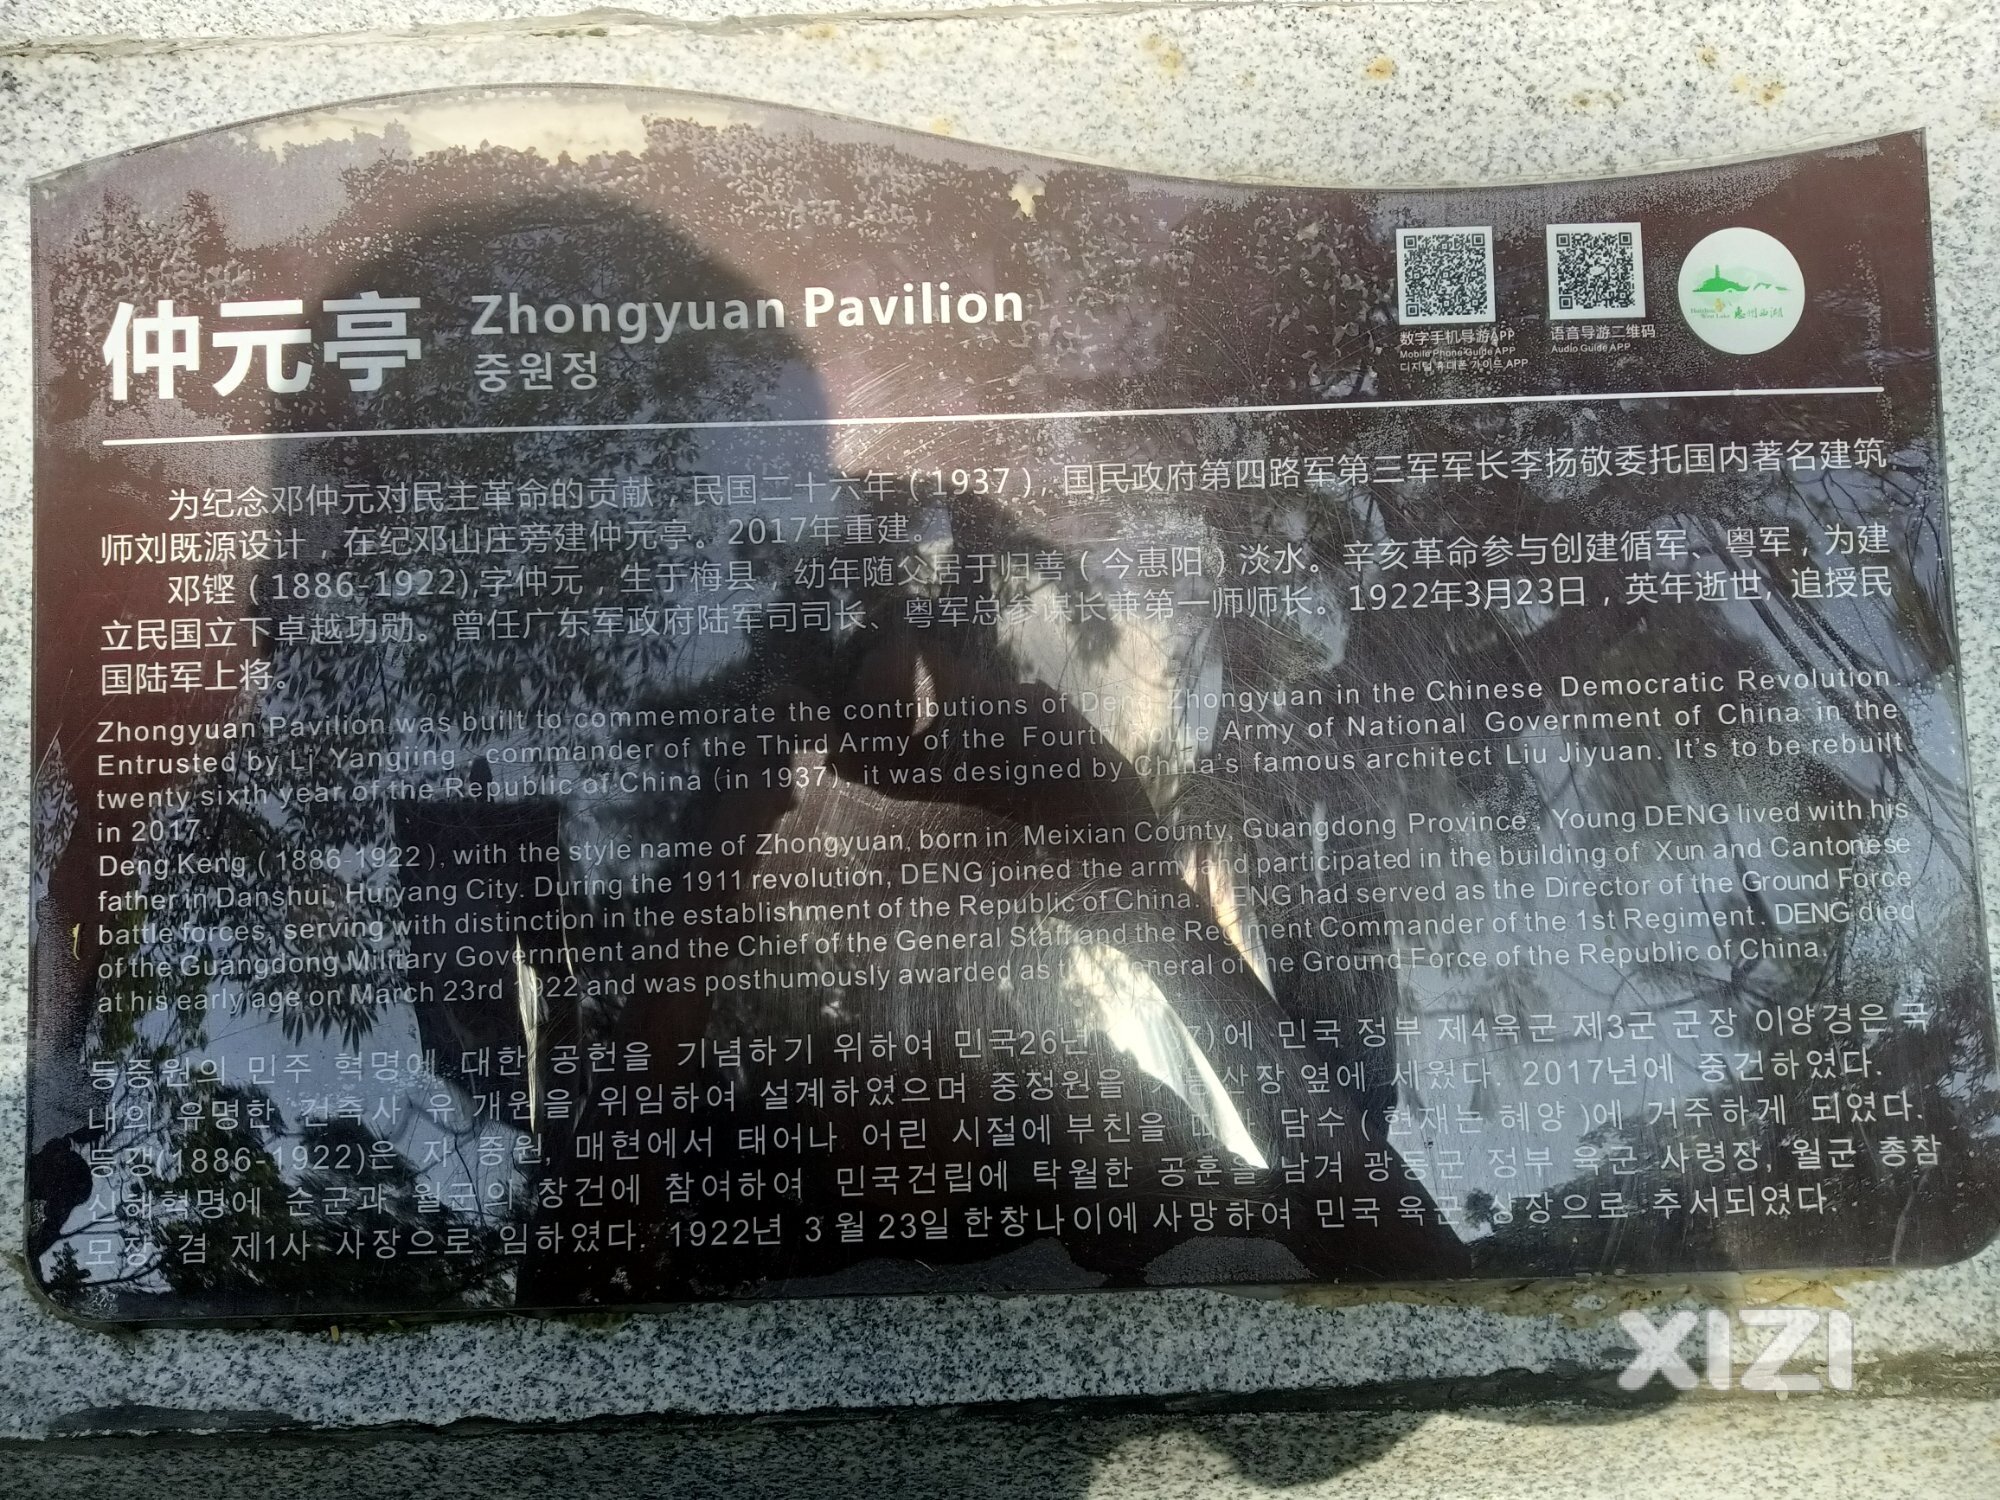 仲元亭
Zhongyuan Pavilion
중원정
数字手机导游APP
Mobile Phone Guide APP
디지털 휴대폰 가이드 APP
语音导游二维码
Audio Guide APP
Huizhou
West Lake
惠州西湖
为纪念邓仲元对民主革命的贡献，民国二十六年（1937），国民政府第四路军第三军军长李扬敬委托国内著名建筑
师刘既源设计，在纪邓山庄旁建仲元亭。2017年重建。
邓铿（1886-1922),字仲元，生于梅县，幼年随父居于归善（今惠阳）淡水。辛亥革命参与创建循军、粤军，为建
立民国立下卓越功勋。曾任广东军政府陆军司司长、粤军总参谋长兼第一师师长。1922年3月23日，英年逝世，追授民
国陆军上将。
Zhongyuan Pavilion was built to commemorate the contributions of Deng Zhongyuan in the Chinese Democratic Revolution.
Entrusted by Li Yangjing commander of the Third Army of the Fourth Route Army of National Government of China in the
twenty sixth year of the Republic of China (in 1937), it was designed by China's famous architect Liu Jiyuan. It's to be rebuilt
in 2017.
Deng Keng (1886-1922), with the style name of Zhongyuan, born in Meixian County, Guangdong Province. Young DENG lived with his
father in Danshui, Huiyang City. During the 1911 revolution, DENG joined the army and participated in the building of Xun and Cantonese
battle forces, serving with distinction in the establishment of the Republic of China. DENG had served as the Director of the Ground Force
of the Guangdong Military Government and the Chief of the General Staff and the Regiment Commander of the 1st Regiment. DENG died
at his early age on March 23rd 1922 and was posthumously awarded as the General of the Ground Force of the Republic of China.
등중원의 민주 혁명에 대한 공헌을 기념하기 위하여 민국26년 에 민국 정부 제4육군 제3군 군장 이양경은 국
내의 유명한 건축사 유개원을 위임하여 설계하였으며 중정원을 옆에 세웠다. 2017년에 중건하였다.
등갱(1886-1922)은 자 중원, 매현에서 태어나 어린 시절에 부친을 따라 담수 ( 현재는 혜양 )에 거주하게 되였다.
신해혁명에 순군과 월군의 창건에 참여하여 민국건립에 탁월한 공훈을 남겨 광동군 정부 육군 사령장, 월군 총참
모장 겸 제1사 사장으로 임하였다. 1922년 3 월 23일 한창나이에 사망하여 민국 육군 상장으로 추서되였다.
XIZI